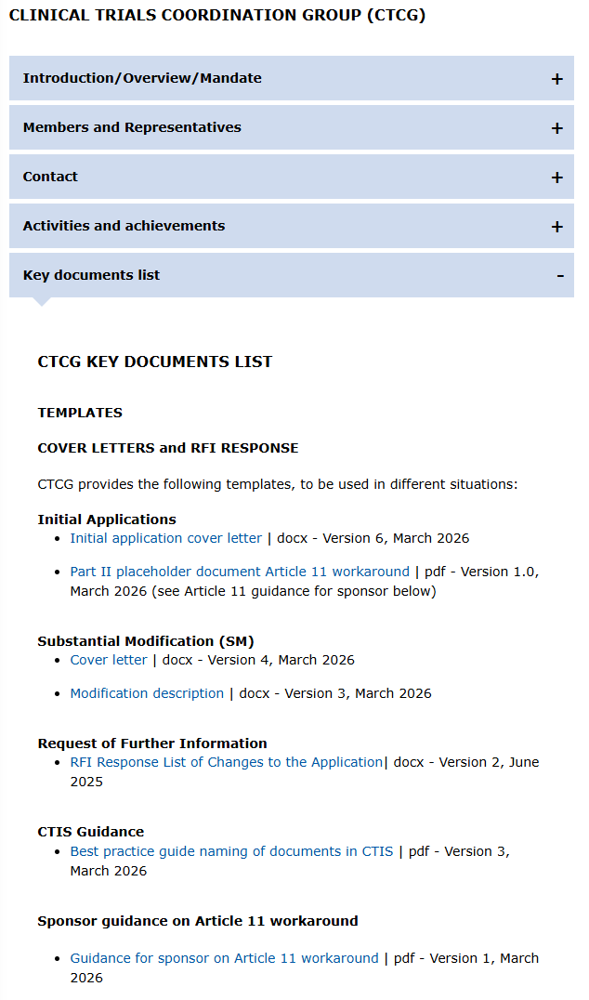 CLINICAL TRIALS COORDINATION GROUP (CTCG)
Introduction/Overview/Mandate +
Members and Representatives +
Contact +
Activities and achievements +
Key documents list -
CTCG KEY DOCUMENTS LIST
TEMPLATES
COVER LETTERS and RFI RESPONSE
CTCG provides the following templates, to be used in different situations:
Initial Applications
• Initial application cover letter | docx - Version 6, March 2026
• Part II placeholder document Article 11 workaround | pdf - Version 1.0,
March 2026 (see Article 11 guidance for sponsor below)
Substantial Modification (SM)
• Cover letter | docx - Version 4, March 2026
• Modification description | docx - Version 3, March 2026
Request of Further Information
• RFI Response List of Changes to the Application| docx - Version 2, June
2025
CTIS Guidance
• Best practice guide naming of documents in CTIS | pdf - Version 3,
March 2026
Sponsor guidance on Article 11 workaround
• Guidance for sponsor on Article 11 workaround | pdf - Version 1, March
2026